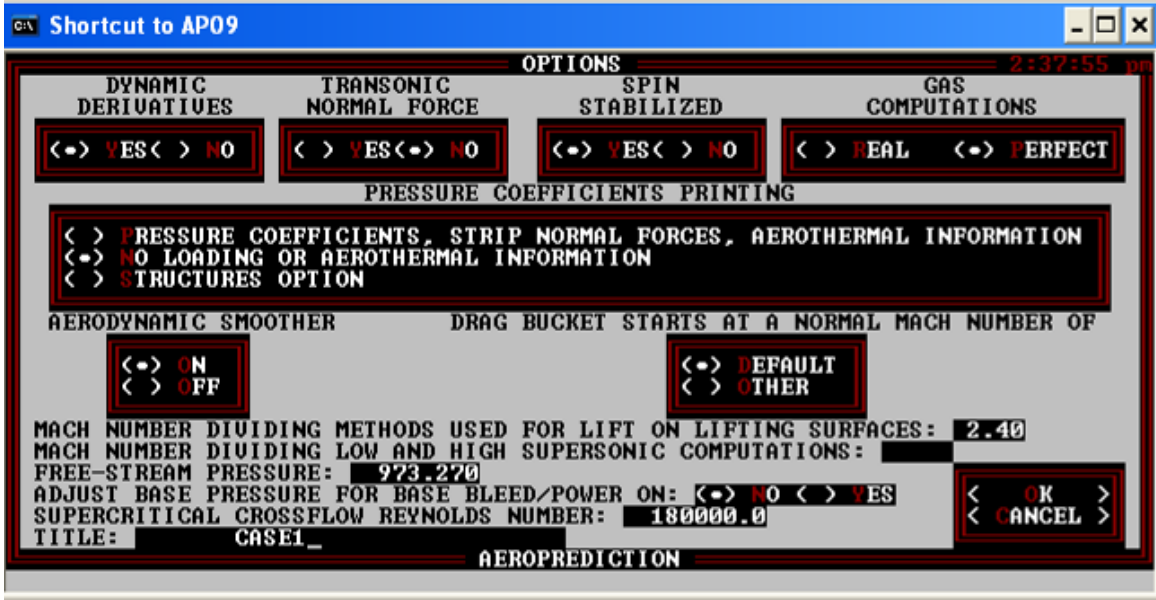 Shortcut to AP09
OPTIONS 2:37:55 pm
DYNAMIC DERIVATIVES TRANSONIC NORMAL FORCE SPIN STABILIZED GAS COMPUTATIONS
(•) YES ( ) NO ( ) YES (•) NO (•) YES ( ) NO ( ) REAL (•) PERFECT
PRESSURE COEFFICIENTS PRINTING
( ) PRESSURE COEFFICIENTS, STRIP NORMAL FORCES, AEROTHERMAL INFORMATION
(•) NO LOADING OR AEROTHERMAL INFORMATION
( ) STRUCTURES OPTION
AERODYNAMIC SMOOTHER DRAG BUCKET STARTS AT A NORMAL MACH NUMBER OF
(•) ON (•) DEFAULT
( ) OFF ( ) OTHER
MACH NUMBER DIVIDING METHODS USED FOR LIFT ON LIFTING SURFACES: 2.40
MACH NUMBER DIVIDING LOW AND HIGH SUPERSONIC COMPUTATIONS:
FREE-STREAM PRESSURE: 973.270
ADJUST BASE PRESSURE FOR BASE BLEED/POWER ON: (•) NO ( ) YES < OK >
SUPERCRITICAL CROSSFLOW REYNOLDS NUMBER: 180000.0 < CANCEL >
TITLE: CASE1_
AEROPREDICTION